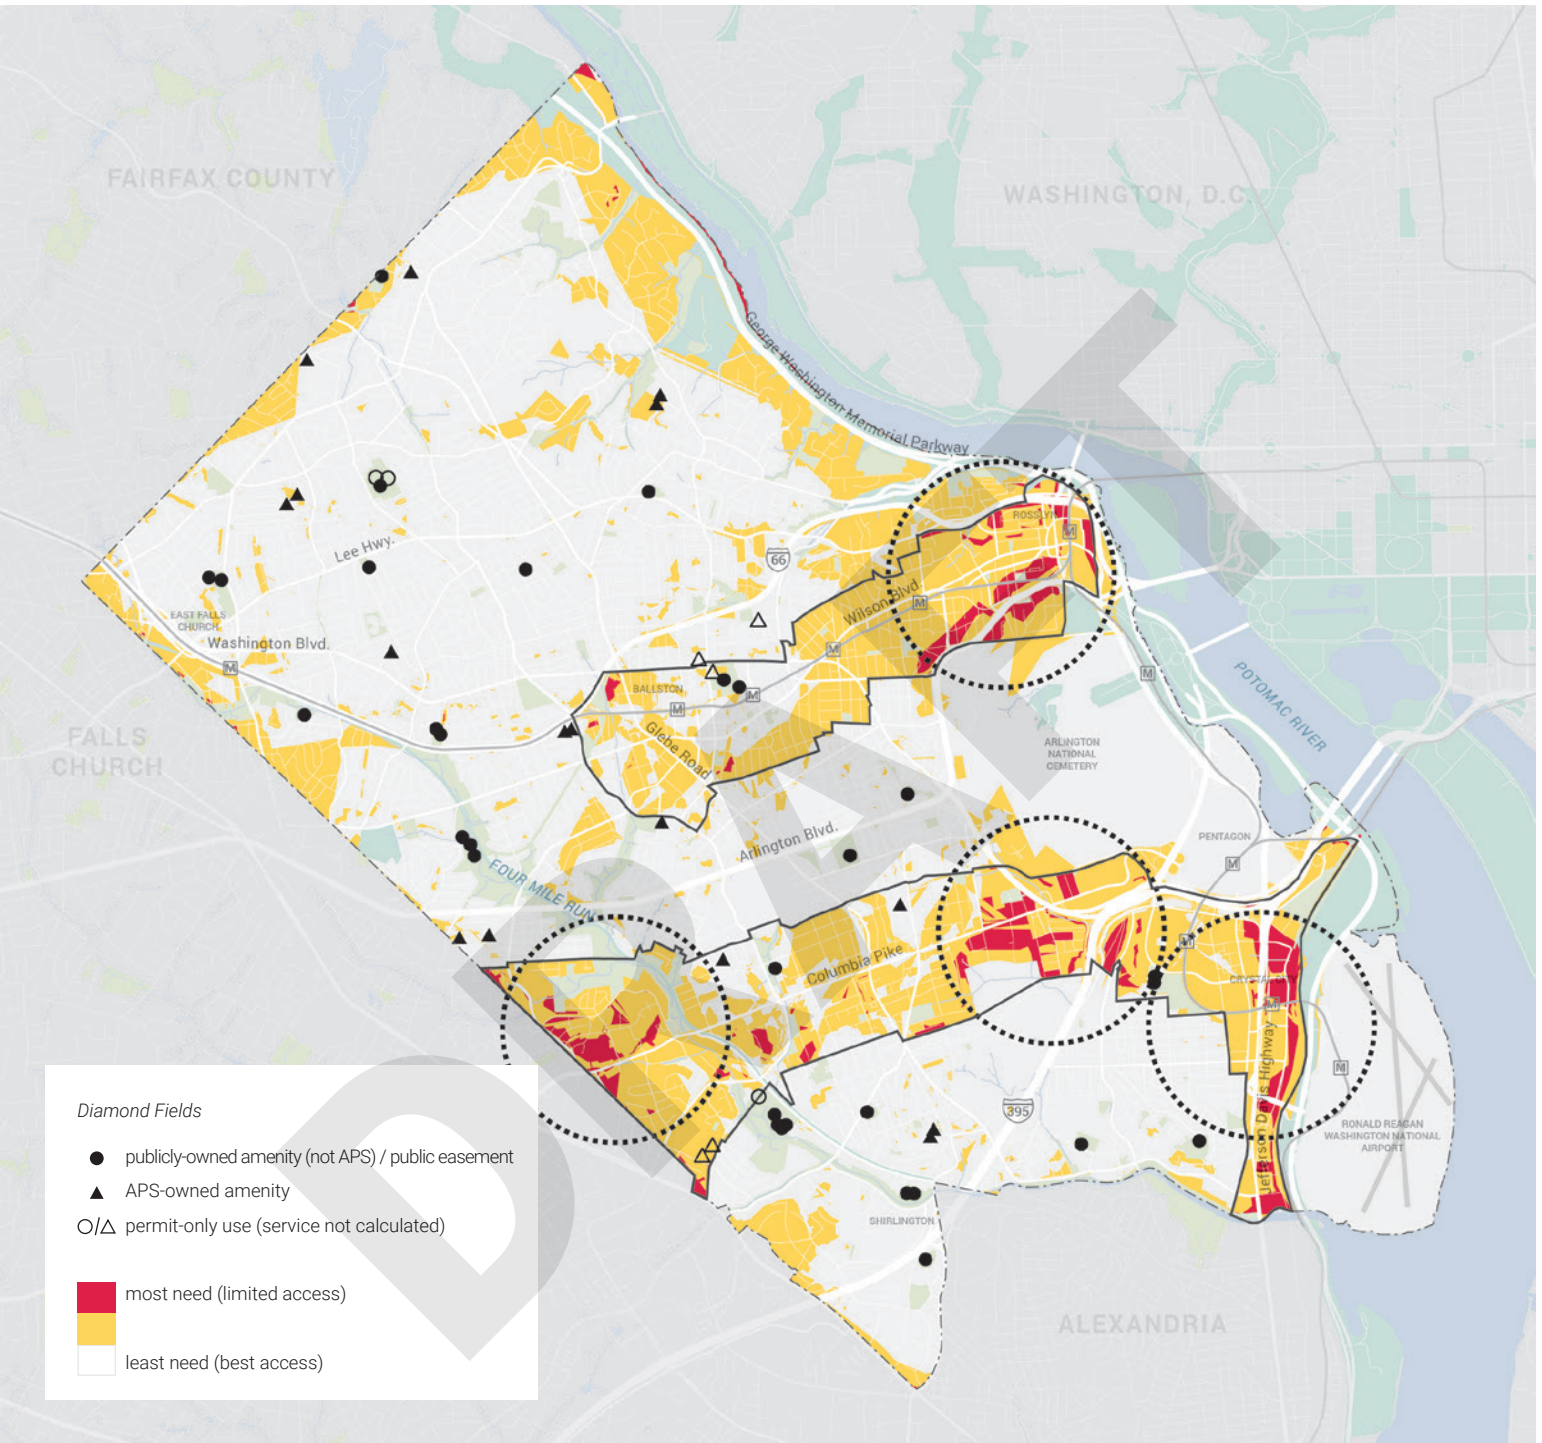 FAIRFAX COUNTY
WASHINGTON, D.C.
George Washington Memorial Parkway
ROSSLYN
M
66
Lee Hwy.
Wilson Blvd
M
EAST FALLS
CHURCH
Washington Blvd.
M
M
M
BALLSTON
M
M
POTOMAC RIVER
Glebe Road
FALLS
CHURCH
ARLINGTON
NATIONAL
CEMETERY
Arlington Blvd.
PENTAGON
M
FOUR MILE RUN
Columbia Pike
M
CRYSTAL CITY
M
Jefferson Davis Highway
M
395
RONALD REAGAN
WASHINGTON NATIONAL
AIRPORT
SHIRLINGTON
ALEXANDRIA
DRAFT
Diamond Fields
publicly-owned amenity (not APS) / public easement
APS-owned amenity
/ permit-only use (service not calculated)
most need (limited access)
least need (best access)